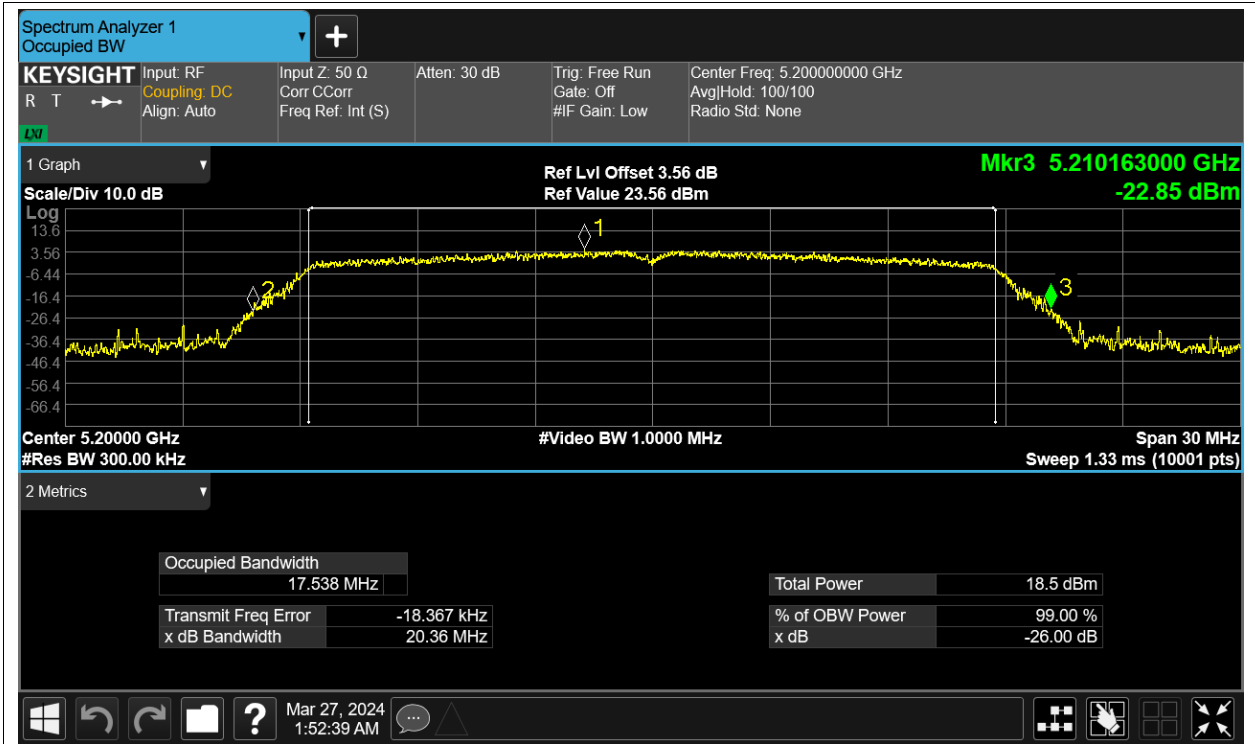 Spectrum Analyzer 1
Occupied BW
KEYSIGHT
R T
LXI
Input: RF
Coupling: DC
Align: Auto
Input Z: 50 Ω
Corr CCorr
Freq Ref: Int (S)
Atten: 30 dB
Trig: Free Run
Gate: Off
#IF Gain: Low
Center Freq: 5.200000000 GHz
Avg|Hold: 100/100
Radio Std: None
1 Graph
Scale/Div 10.0 dB
Ref Lvl Offset 3.56 dB
Ref Value 23.56 dBm
Mkr3 5.210163000 GHz
-22.85 dBm
Log
13.6
3.56
-6.44
-16.4
-26.4
-36.4
-46.4
-56.4
-66.4
1
2
3
Center 5.20000 GHz
#Video BW 1.0000 MHz
Span 30 MHz
#Res BW 300.00 kHz
Sweep 1.33 ms (10001 pts)
2 Metrics
Occupied Bandwidth
17.538 MHz
Transmit Freq Error -18.367 kHz
x dB Bandwidth 20.36 MHz
Total Power 18.5 dBm
% of OBW Power 99.00 %
x dB -26.00 dB
?
Mar 27, 2024
1:52:39 AM